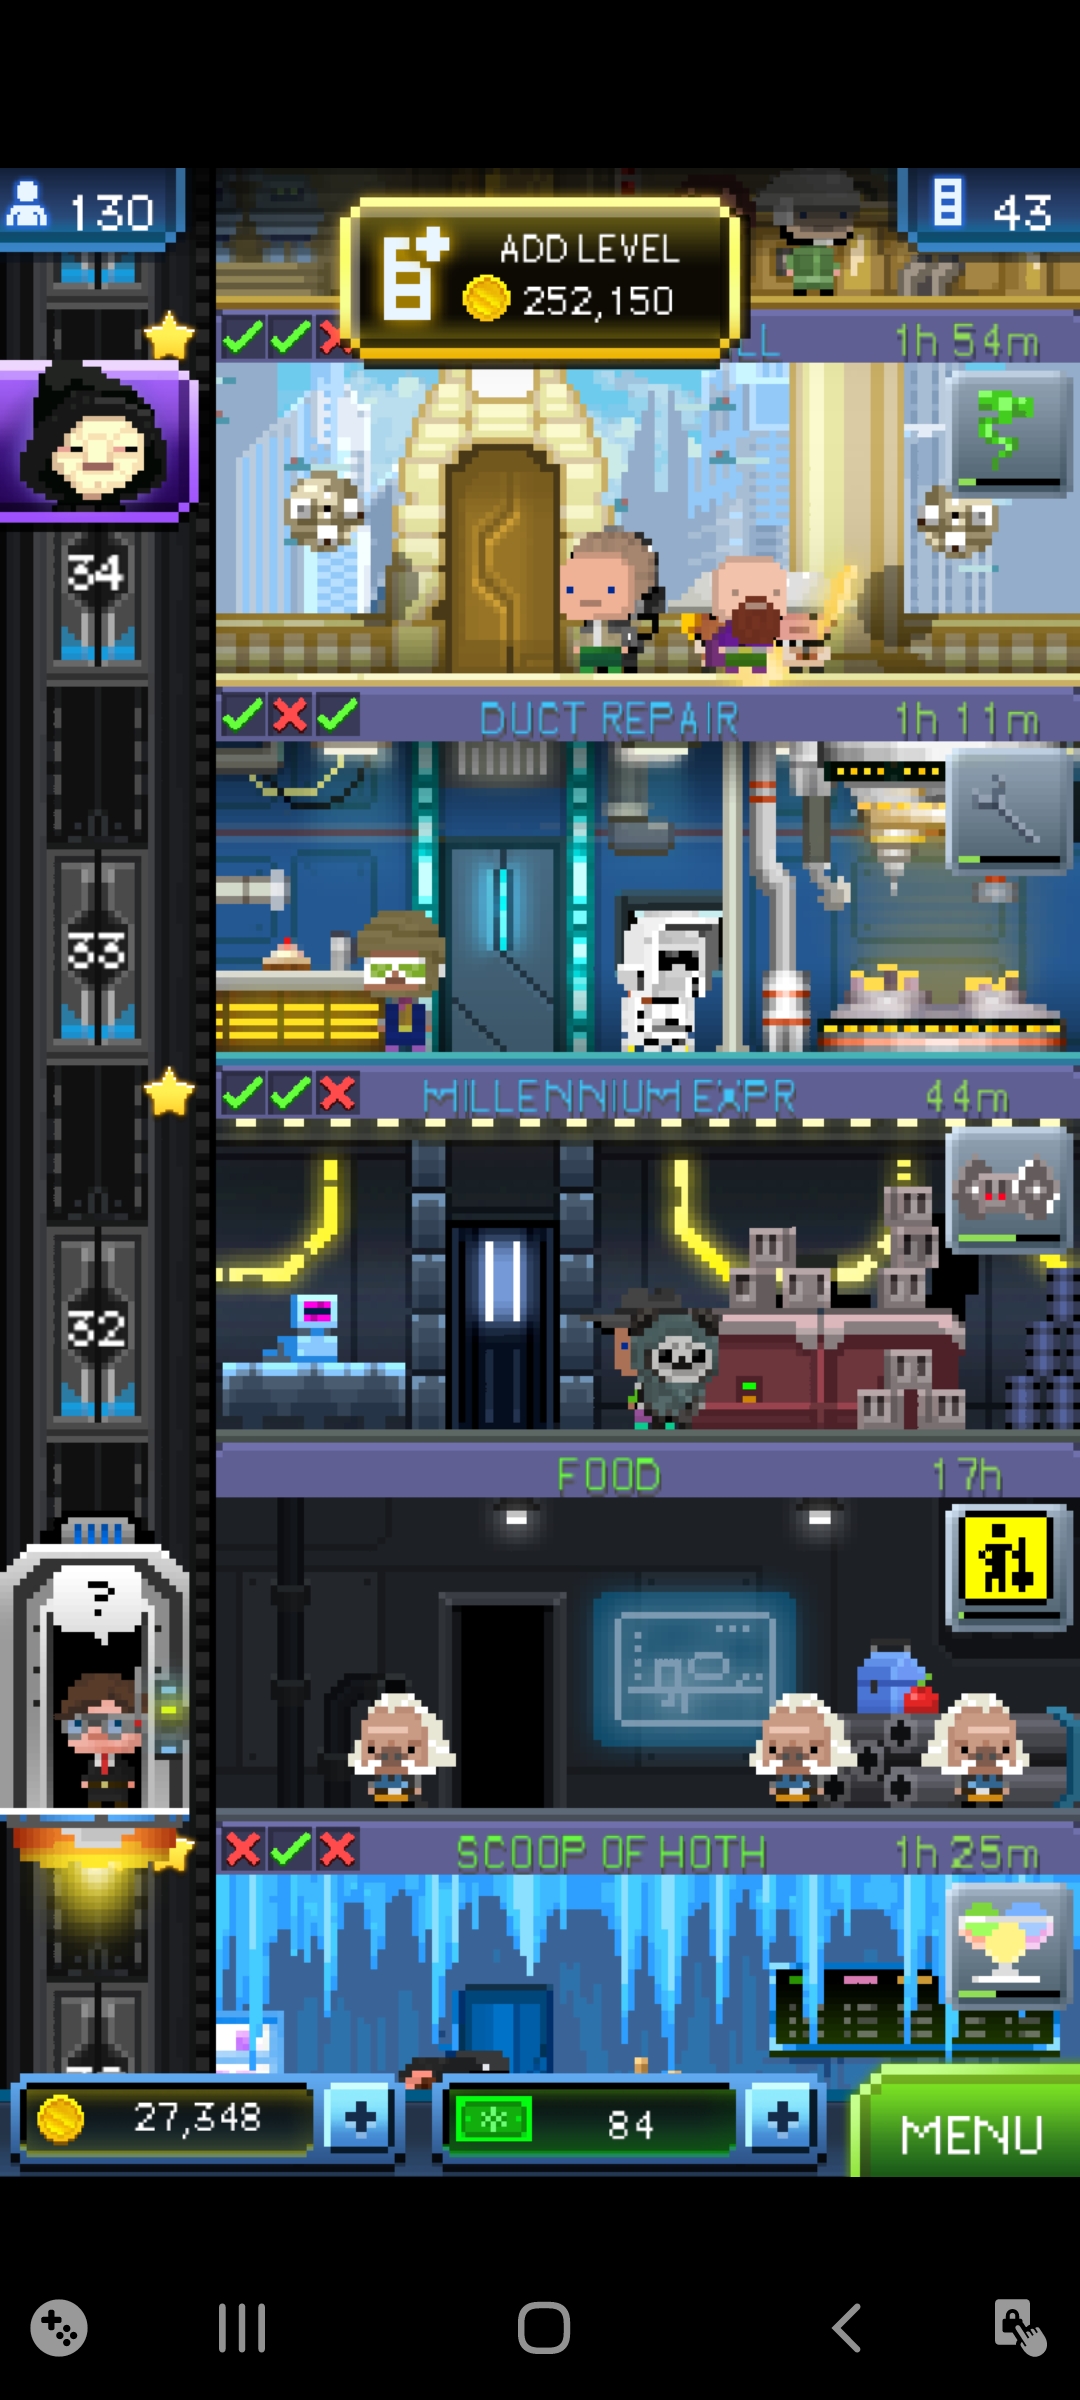 130
43
ADD LEVEL
252,150
LL
1h 54m
34
DUCT REPAIR
1h 11m
33
MILLENNIUM EXPR
44m
32
FOOD
17h
?
SCOOP OF HOTH
1h 25m
27,348
+
84
+
MENU